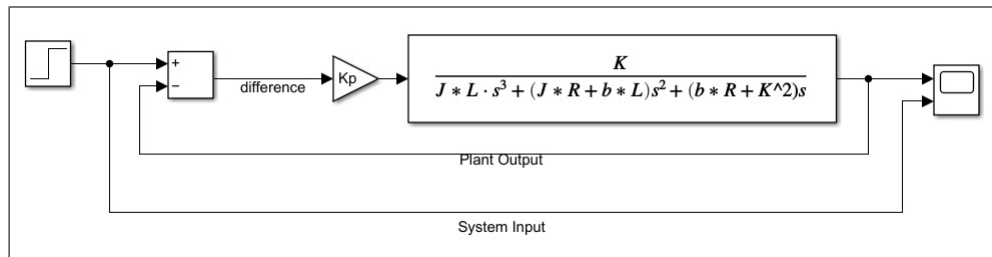 +
−
difference
Kp
K
J * L · s^3 + (J * R + b * L)s^2 + (b * R + K^2)s
Plant Output
System Input